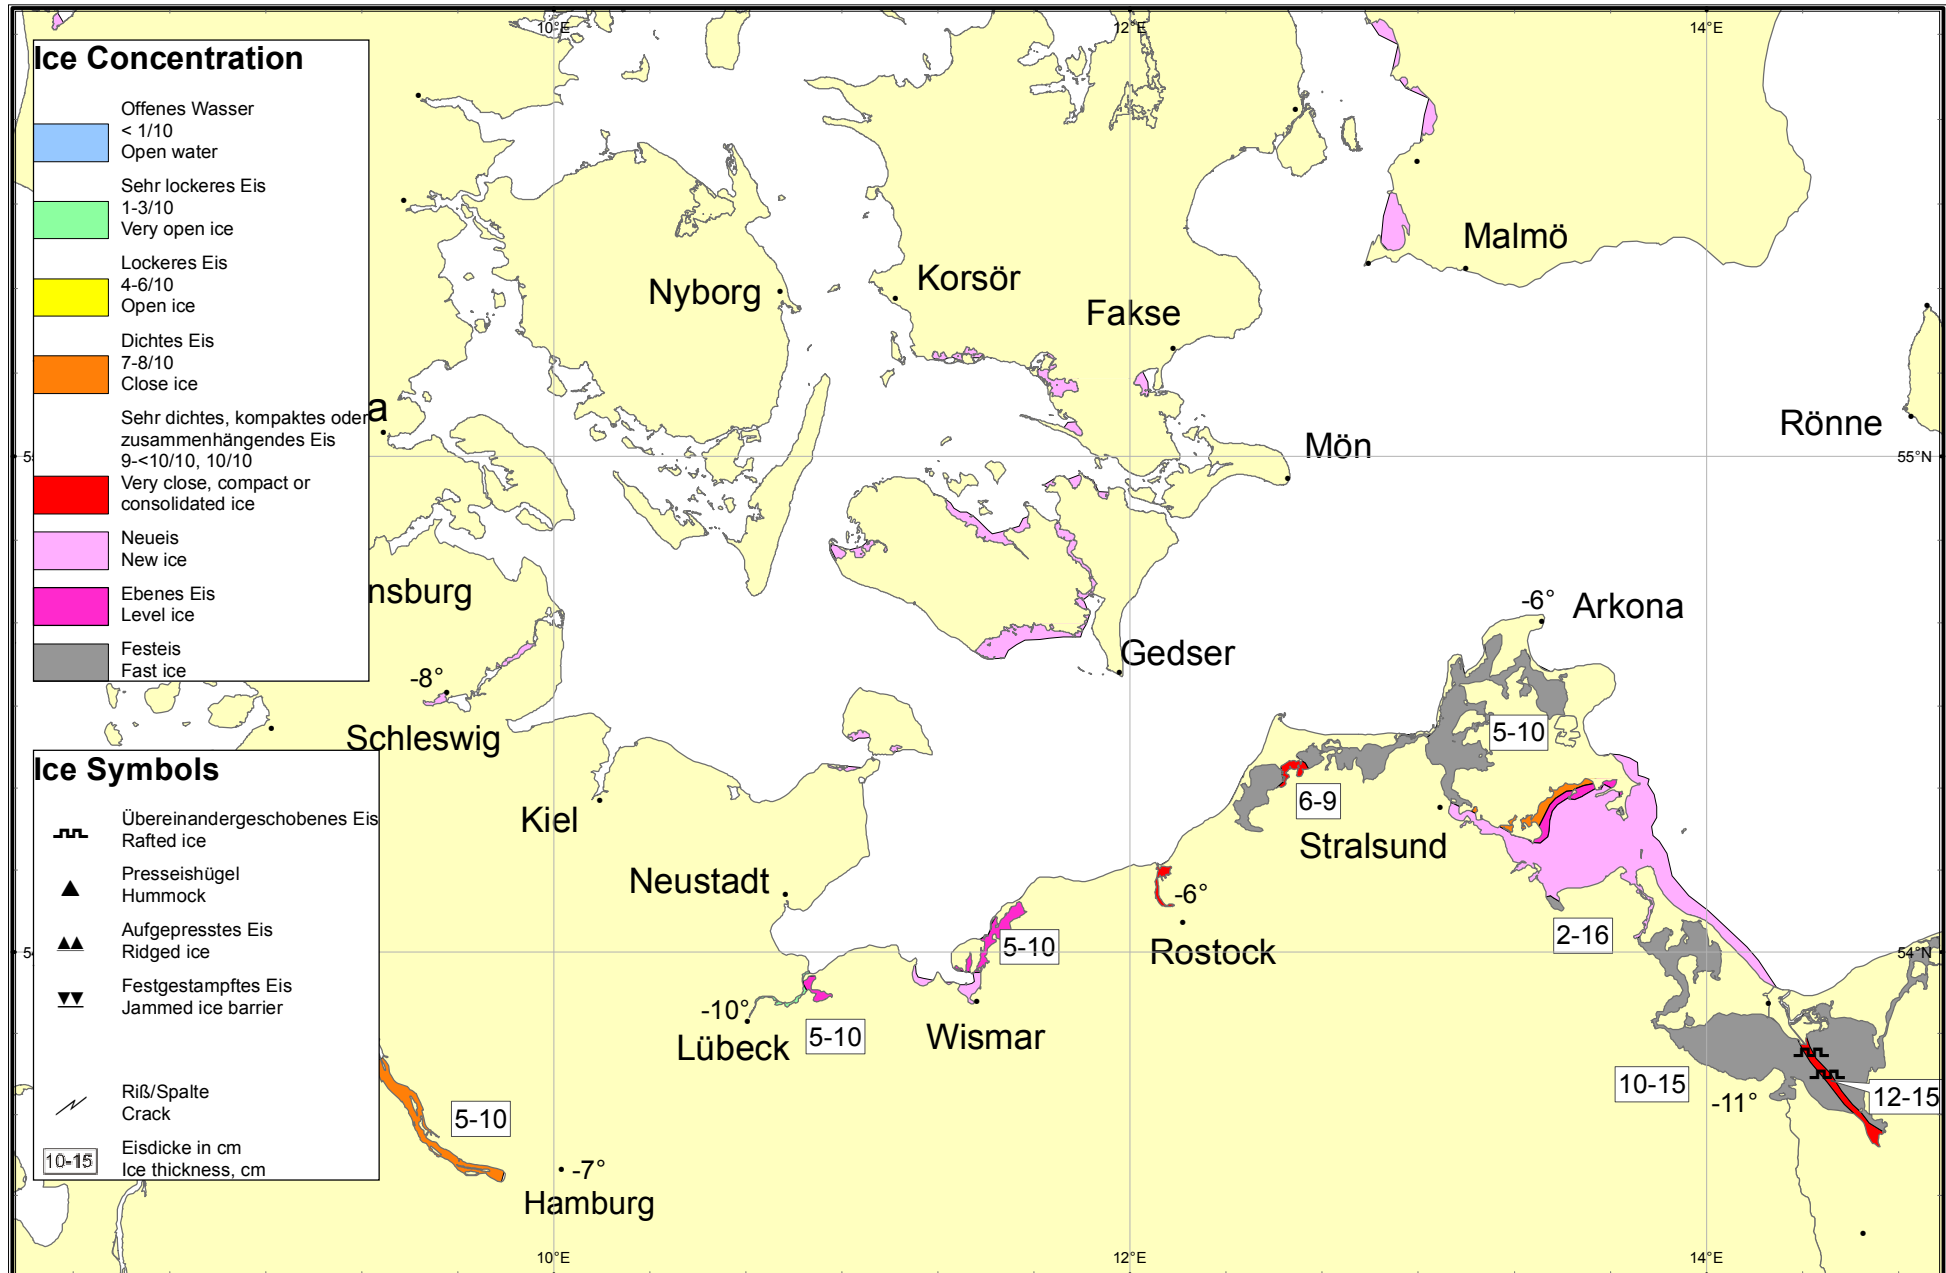 10°E
12°E
14°E
Ice Concentration
Offenes Wasser
< 1/10
Open water
Sehr lockeres Eis
1-3/10
Very open ice
Lockeres Eis
4-6/10
Open ice
Dichtes Eis
7-8/10
Close ice
Sehr dichtes, kompaktes oder
zusammenhängendes Eis
9-<10/10, 10/10
Very close, compact or
consolidated ice
Neueis
New ice
Ebenes Eis
Level ice
Festeis
Fast ice
Malmö
Nyborg
Korsör
Fakse
a
Rönne
Mön
5
55°N
nsburg
-6°
Arkona
Gedser
-8°
Schleswig
5-10
Ice Symbols
Übereinandergeschobenes Eis
Rafted ice
Presseishügel
Hummock
Aufgepresstes Eis
Ridged ice
Festgestampftes Eis
Jammed ice barrier
Riß/Spalte
Crack
10-15
Eisdicke in cm
Ice thickness, cm
Kiel
6-9
Stralsund
Neustadt
-6°
Rostock
2-16
5-10
5
54°N
-10°
Lübeck
5-10
Wismar
10-15
-11°
12-15
5-10
-7°
Hamburg
10°E
12°E
14°E